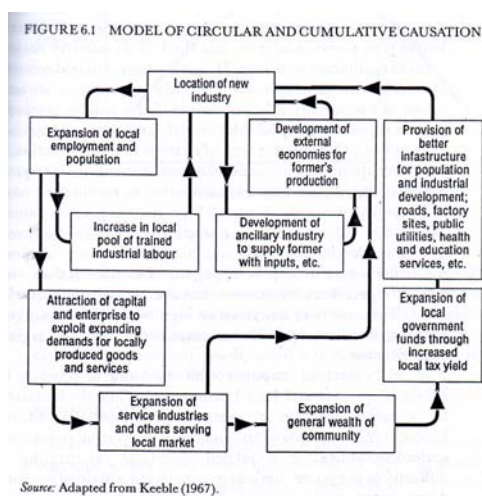 FIGURE 6.1 MODEL OF CIRCULAR AND CUMULATIVE CAUSATION
Location of new
industry
Expansion of local
employment and
population
Development of
external
economies for
former's
production
Provision of
better
infastructure
for population
and industrial
development;
roads, factory
sites, public
utilities, health
and education
services, etc.
Increase in local
pool of trained
industrial labour
Development of
ancillary industry
to supply former
with inputs, etc.
Attraction of capital
and enterprise to
exploit expanding
demands for locally
produced goods
and services
Expansion of
local
government
funds through
increased
local tax yield
Expansion of
service industries
and others serving
local market
Expansion of
general wealth of
community
Source: Adapted from Keeble (1967).